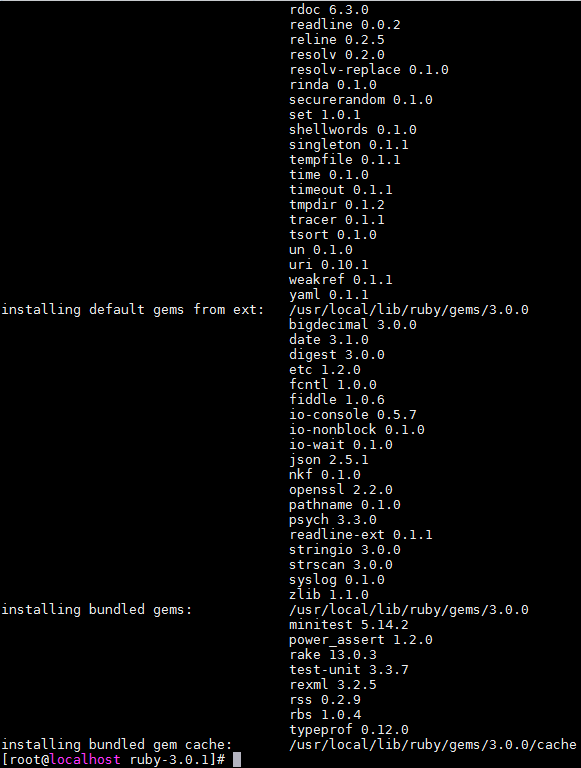 rdoc 6.3.0
readline 0.0.2
reline 0.2.5
resolv 0.2.0
resolv-replace 0.1.0
rinda 0.1.0
securerandom 0.1.0
set 1.0.1
shellwords 0.1.0
singleton 0.1.1
tempfile 0.1.1
time 0.1.0
timeout 0.1.1
tmpdir 0.1.2
tracer 0.1.1
tsort 0.1.0
un 0.1.0
uri 0.10.1
weakref 0.1.1
yaml 0.1.1
installing default gems from ext:   /usr/local/lib/ruby/gems/3.0.0
bigdecimal 3.0.0
date 3.1.0
digest 3.0.0
etc 1.2.0
fcntl 1.0.0
fiddle 1.0.6
io-console 0.5.7
io-nonblock 0.1.0
io-wait 0.1.0
json 2.5.1
nkf 0.1.0
openssl 2.2.0
pathname 0.1.0
psych 3.3.0
readline-ext 0.1.1
stringio 3.0.0
strscan 3.0.0
syslog 0.1.0
zlib 1.1.0
installing bundled gems:            /usr/local/lib/ruby/gems/3.0.0
minitest 5.14.2
power_assert 1.2.0
rake 13.0.3
test-unit 3.3.7
rexml 3.2.5
rss 0.2.9
rbs 1.0.4
typeprof 0.12.0
installing bundled gem cache:       /usr/local/lib/ruby/gems/3.0.0/cache
[root@localhost ruby-3.0.1]#